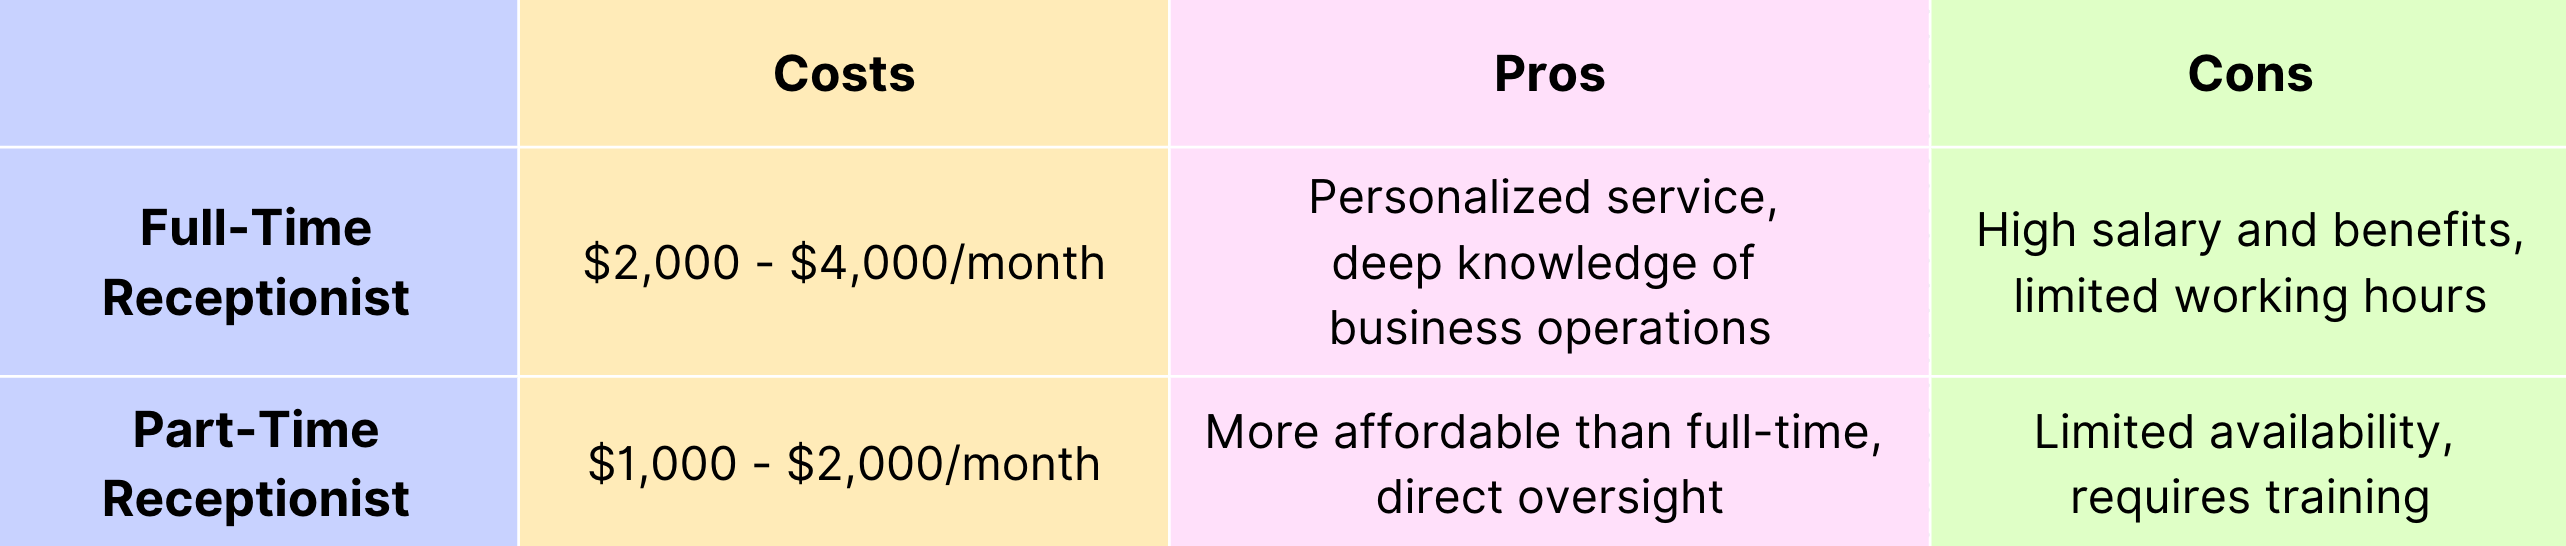 Costs
Pros
Cons
Full-Time
Receptionist
$2,000 - $4,000/month
Personalized service,
deep knowledge of
business operations
High salary and benefits,
limited working hours
Part-Time
Receptionist
$1,000 - $2,000/month
More affordable than full-time,
direct oversight
Limited availability,
requires training